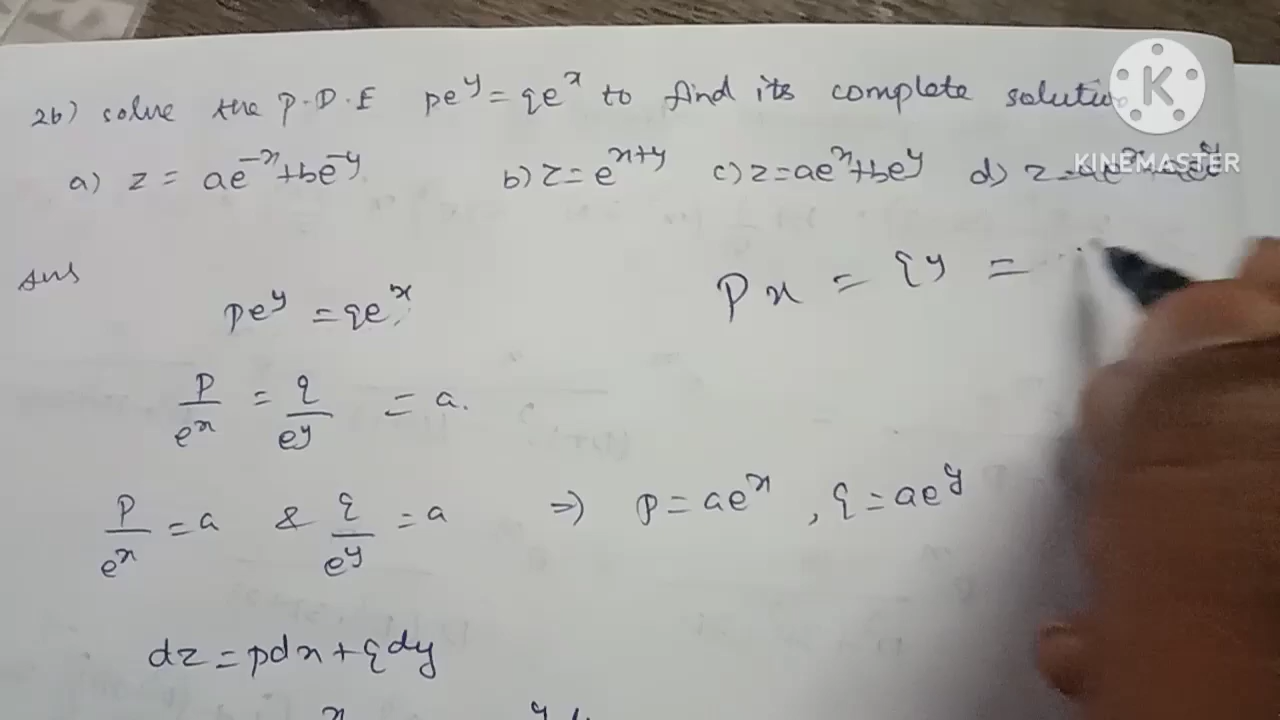 26) solve the P.D.E pe^y = qe^x to find its complete
K
KINEMASTER
a) z = ae^-x + be^-y b) z = e^x+y c) z = ae^x + be^y d) z =
Ans
pe^y = qe^x
Px = qy =
p/e^x = q/e^y = a.
p/e^x = a & q/e^y = a ⇒ p = ae^x , q = ae^y
dz = pdx + qdy